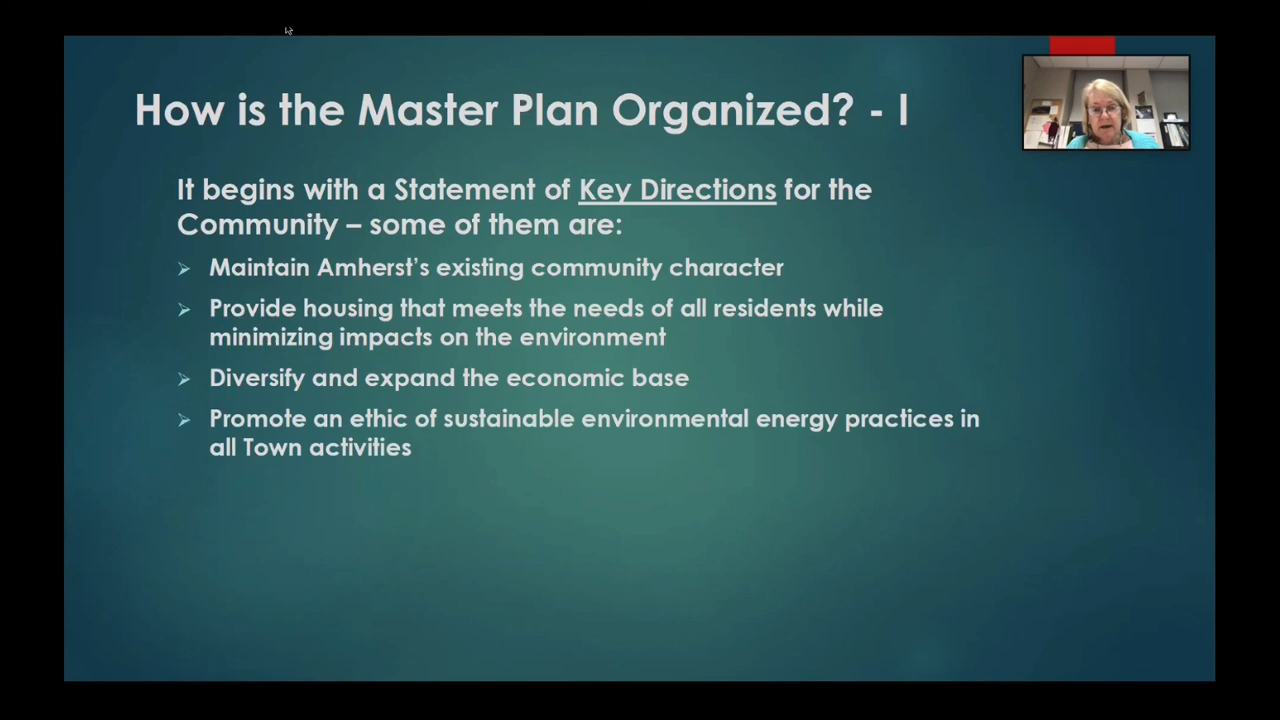 How is the Master Plan Organized? - I
It begins with a Statement of Key Directions for the
Community – some of them are:
Maintain Amherst's existing community character
Provide housing that meets the needs of all residents while
minimizing impacts on the environment
Diversify and expand the economic base
Promote an ethic of sustainable environmental energy practices in
all Town activities